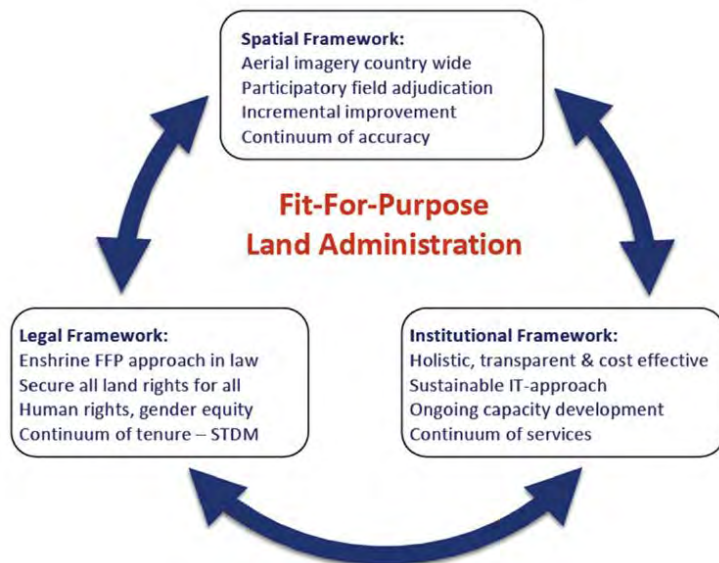 Spatial Framework:
Aerial imagery country wide
Participatory field adjudication
Incremental improvement
Continuum of accuracy
Fit-For-Purpose
Land Administration
Legal Framework:
Enshrine FFP approach in law
Secure all land rights for all
Human rights, gender equity
Continuum of tenure – STDM
Institutional Framework:
Holistic, transparent & cost effective
Sustainable IT-approach
Ongoing capacity development
Continuum of services